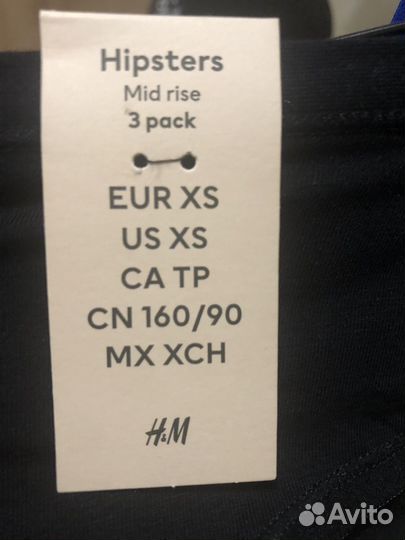 Hipsters
Mid rise
3 pack
EUR XS
US XS
CA TP
CN 160/90
MX XCH
H&M
Avito